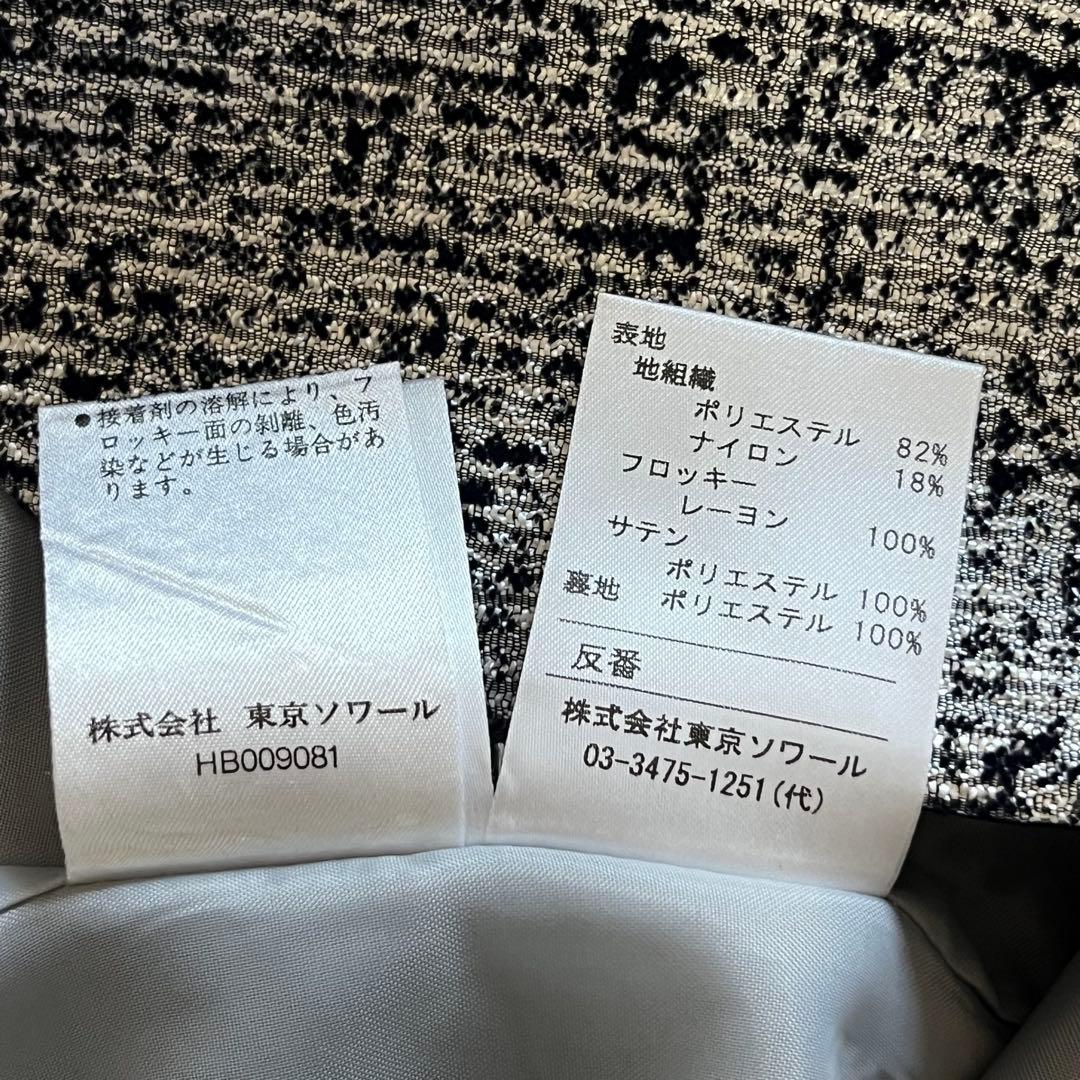 ●接着剤の溶解により、フ
ロッキー面の剝離、色汚
染などが生じる場合があ
ります。
株式会社 東京ソワール
HB009081
表地
地組織
ポリエステル 82%
ナイロン 18%
フロッキー
レーヨン 100%
サテン
ポリエステル 100%
裏地 ポリエステル 100%
反番
株式会社東京ソワール
03-3475-1251(代)